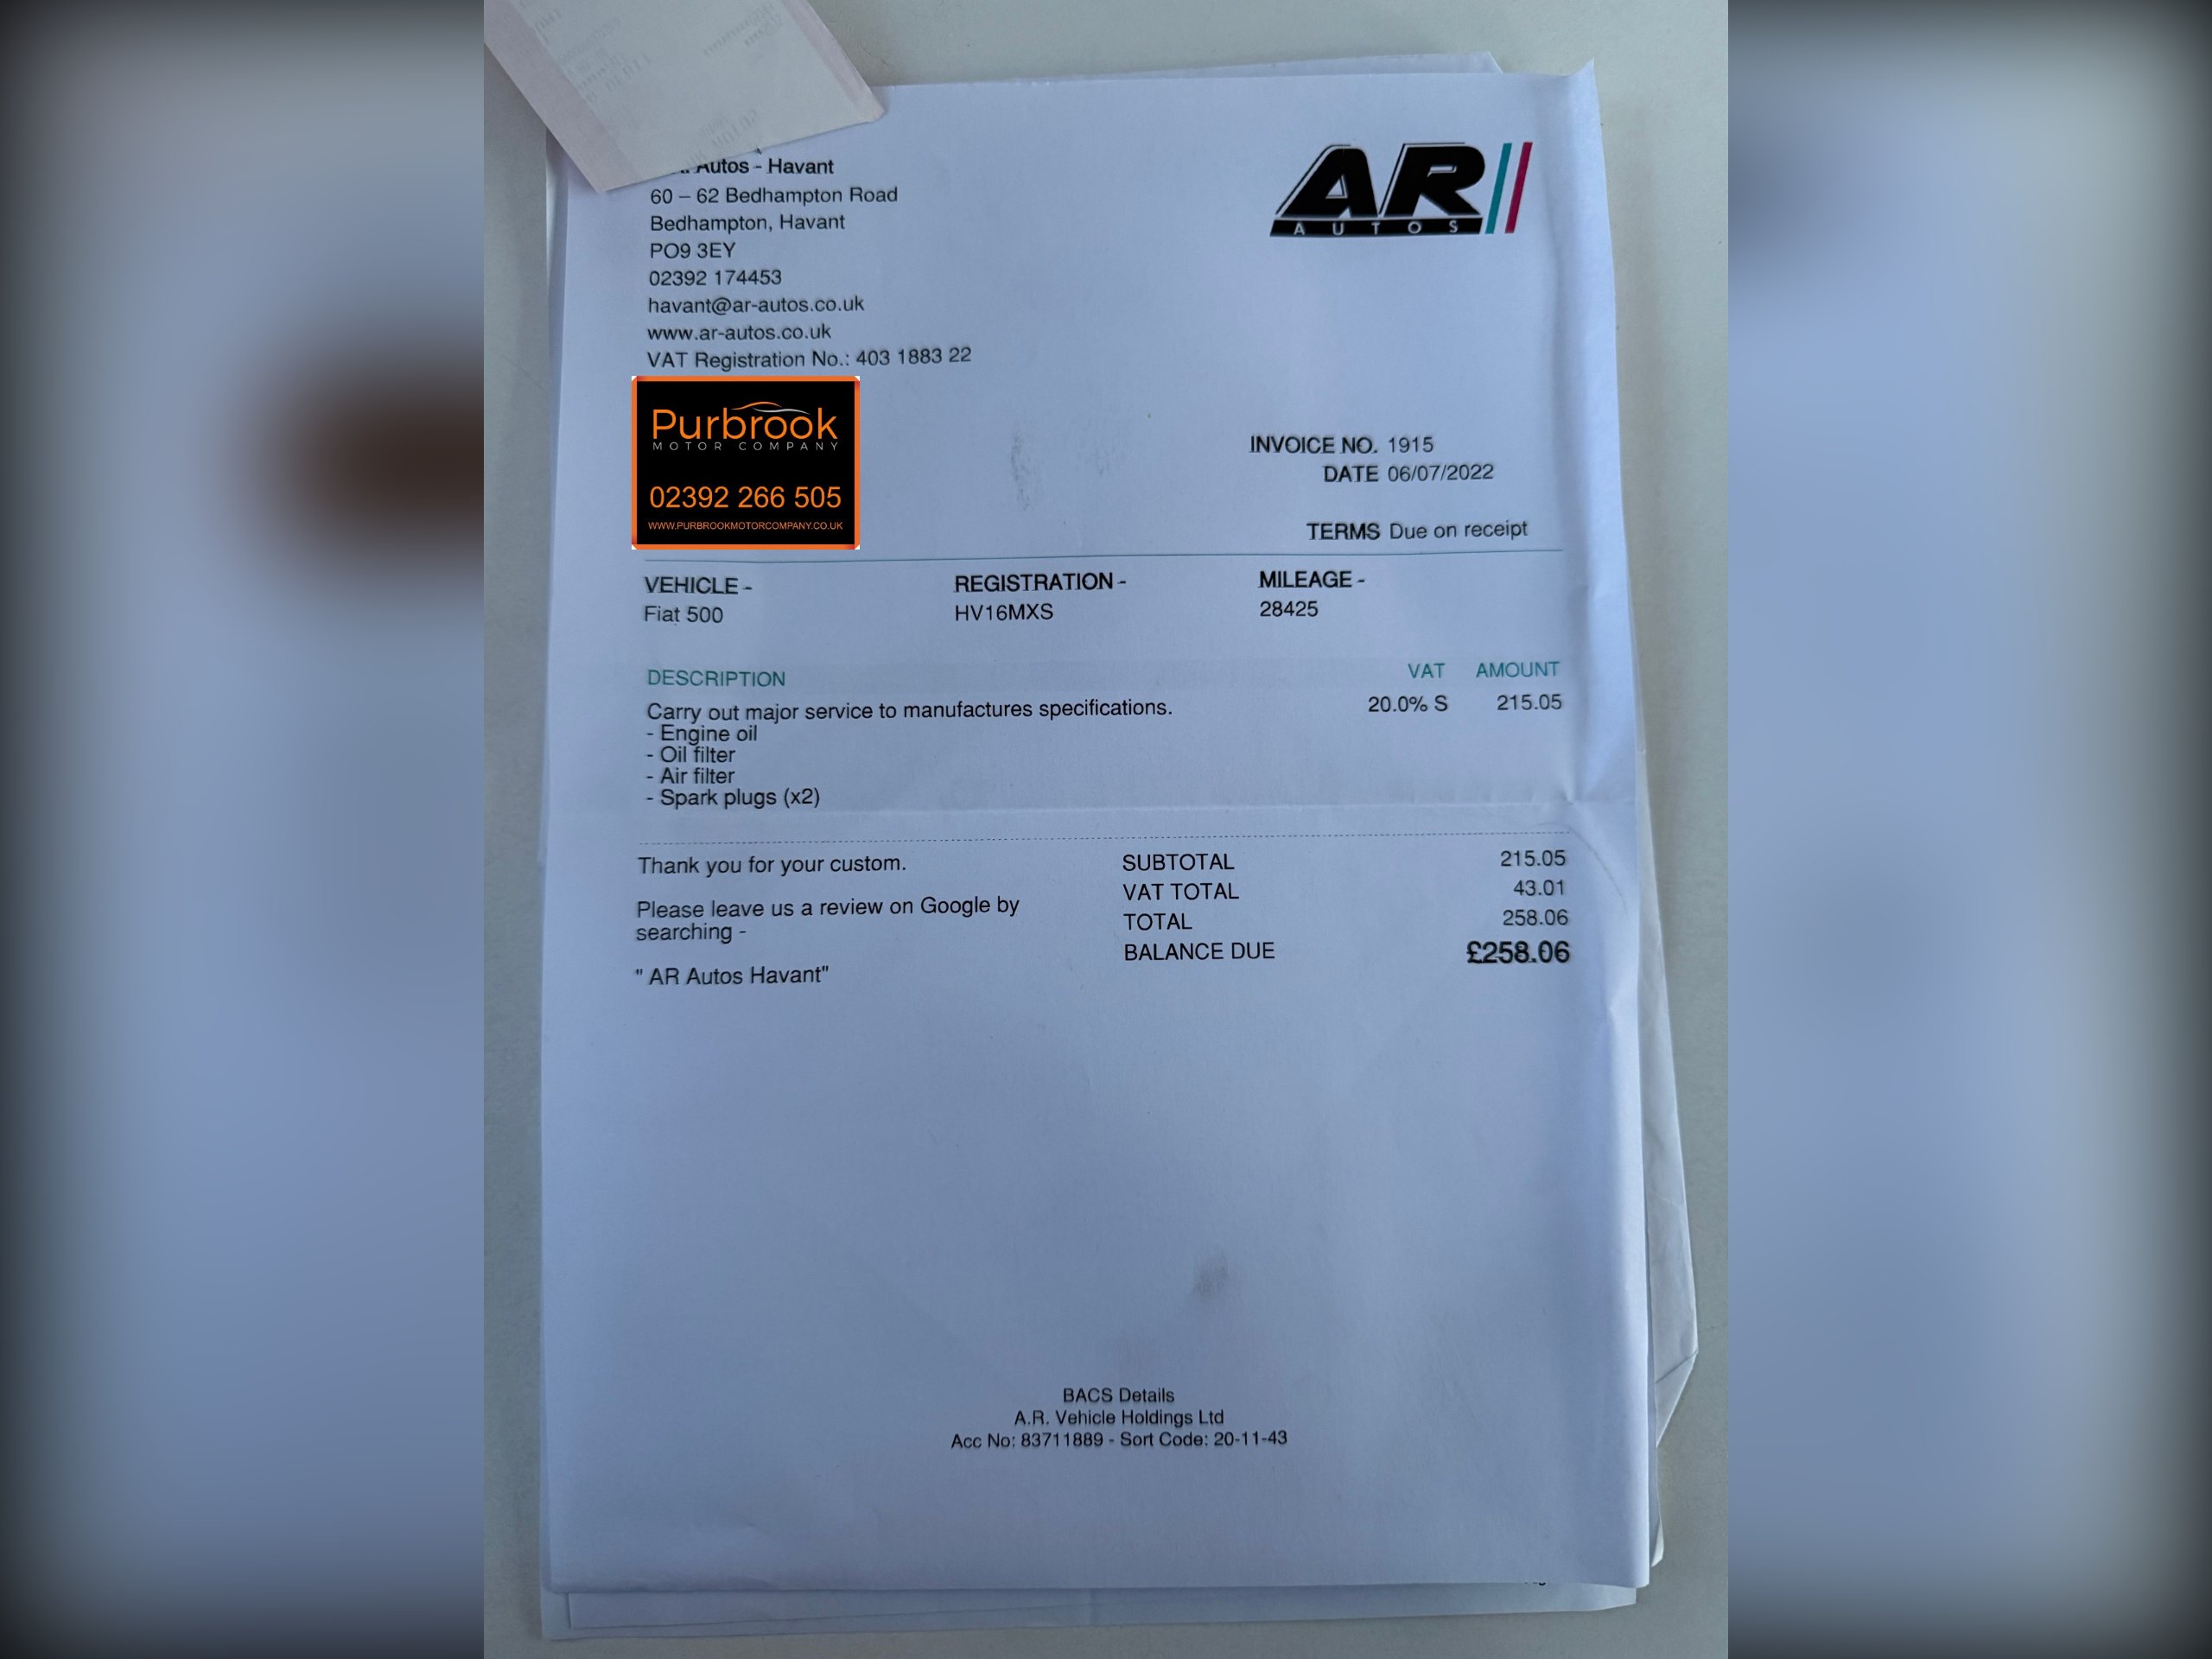 Autos - Havant
60 – 62 Bedhampton Road
Bedhampton, Havant
PO9 3EY
02392 174453
havant@ar-autos.co.uk
www.ar-autos.co.uk
VAT Registration No.: 403 1883 22
AR
AUTOS
Purbrook
MOTOR COMPANY
02392 266 505
WWW.PURBROOKMOTORCOMPANY.CO.UK
INVOICE NO. 1915
DATE 06/07/2022
TERMS Due on receipt
VEHICLE - REGISTRATION - MILEAGE -
Fiat 500 HV16MXS 28425
DESCRIPTION VAT AMOUNT
Carry out major service to manufactures specifications. 20.0% S 215.05
- Engine oil
- Oil filter
- Air filter
- Spark plugs (x2)
Thank you for your custom.
Please leave us a review on Google by
searching -
" AR Autos Havant"
SUBTOTAL 215.05
VAT TOTAL 43.01
TOTAL 258.06
BALANCE DUE £258.06
BACS Details
A.R. Vehicle Holdings Ltd
Acc No: 83711889 - Sort Code: 20-11-43